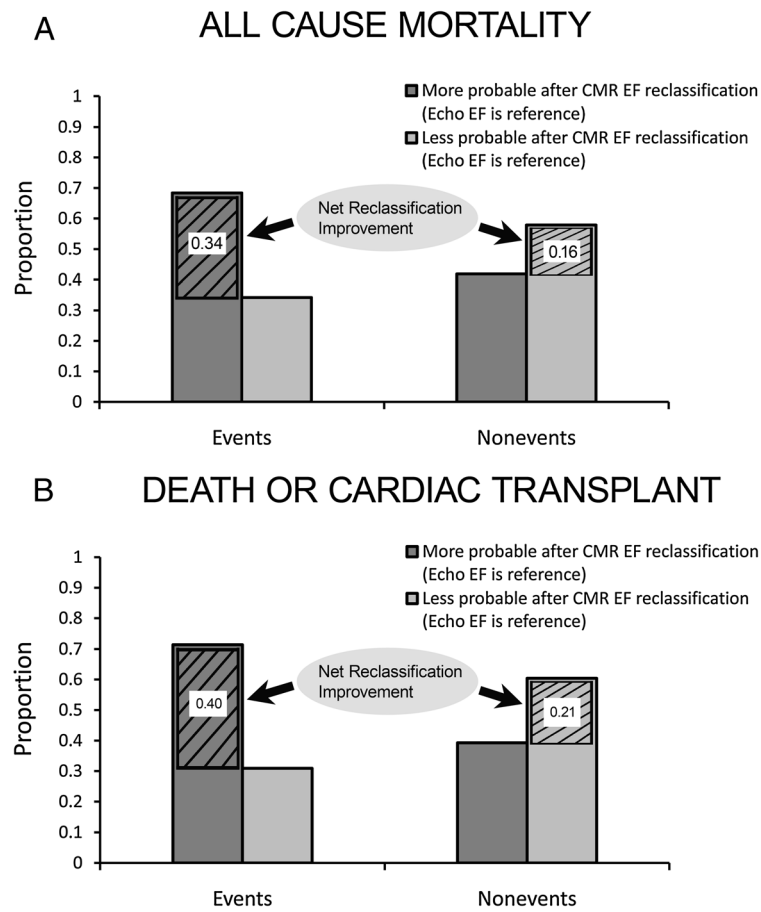 A
ALL CAUSE MORTALITY
More probable after CMR EF reclassification
(Echo EF is reference)
Less probable after CMR EF reclassification
(Echo EF is reference)
1
0.9
0.8
0.7
0.6
0.5
0.4
0.3
0.2
0.1
0
Proportion
Net Reclassification
Improvement
0.34
0.16
Events
Nonevents
B
DEATH OR CARDIAC TRANSPLANT
More probable after CMR EF reclassification
(Echo EF is reference)
Less probable after CMR EF reclassification
(Echo EF is reference)
1
0.9
0.8
0.7
0.6
0.5
0.4
0.3
0.2
0.1
0
Proportion
Net Reclassification
Improvement
0.40
0.21
Events
Nonevents